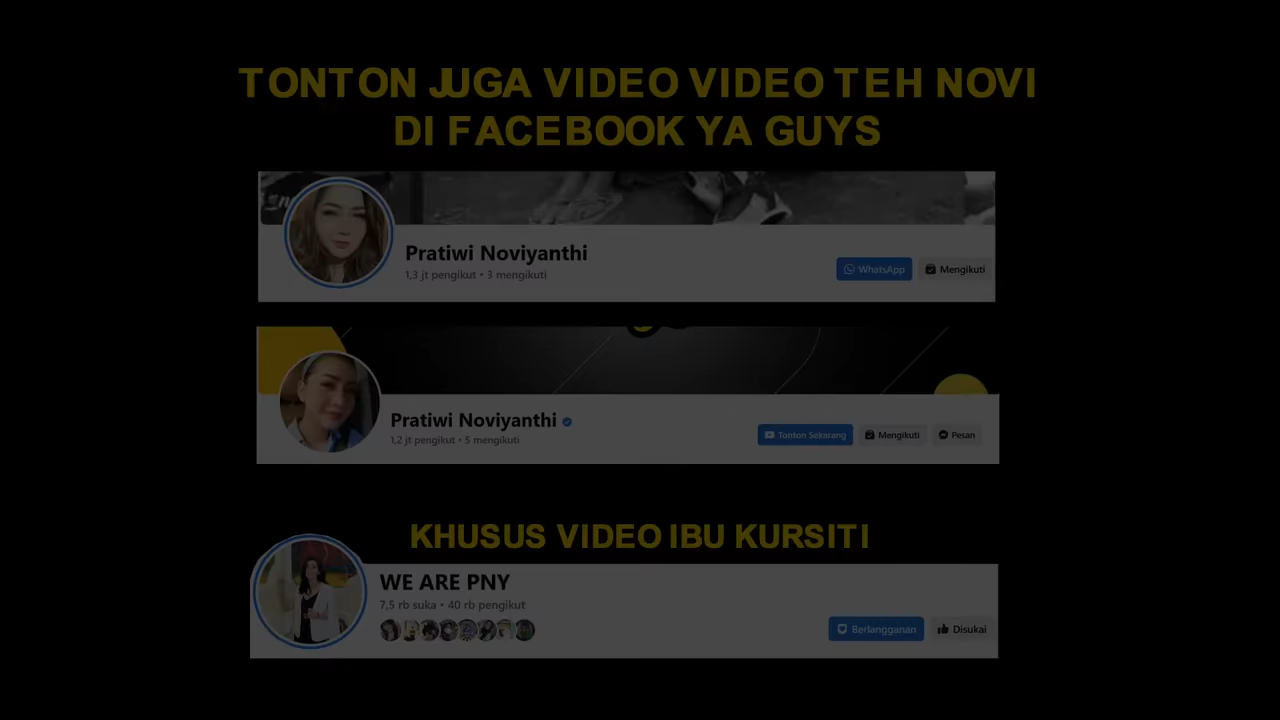 TONTON JUGA VIDEO VIDEO TEH NOVI
DI FACEBOOK YA GUYS
Pratiwi Noviyanthi
1,3 jt pengikut • 3 mengikuti
WhatsApp
Mengikuti
Pratiwi Noviyanthi
1,2 jt pengikut • 5 mengikuti
Tonton Sekarang
Mengikuti
Pesan
KHUSUS VIDEO IBU KURSITI
WE ARE PNY
7,5 rb suka • 40 rb pengikut
Berlangganan
Disukai